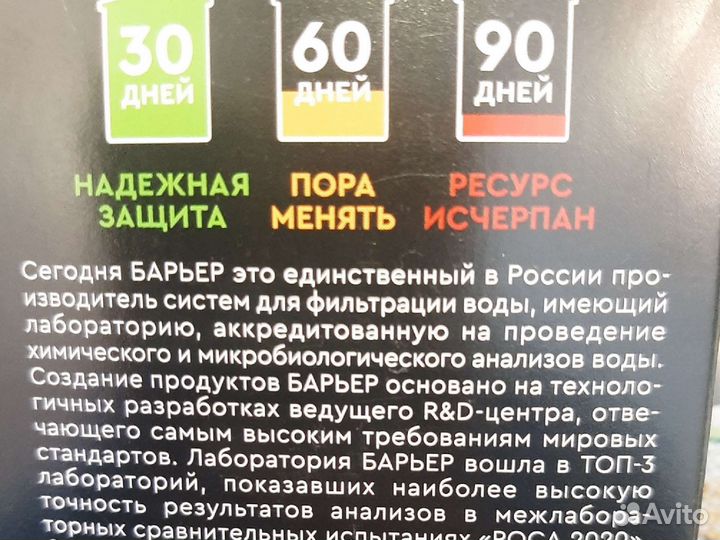 30 60 90
ДНЕЙ ДНЕЙ ДНЕЙ
НАДЕЖНАЯ ПОРА РЕСУРС
ЗАЩИТА МЕНЯТЬ ИСЧЕРПАН
Сегодня БАРЬЕР это единственный в России про-
изводитель систем для фильтрации воды, имеющий
лабораторию, аккредитованную на проведение
химического и микробиологического анализов воды.
Создание продуктов БАРЬЕР основано на техноло-
гичных разработках ведущего R&D-центра, отве-
чающего самым высоким требованиям мировых
стандартов. Лаборатория БАРЬЕР вошла в ТОП-3
лабораторий, показавших наиболее высокую
точность результатов анализов в межлабора-
торных сравнительных испытаниях «РОСА 2020»
Avito